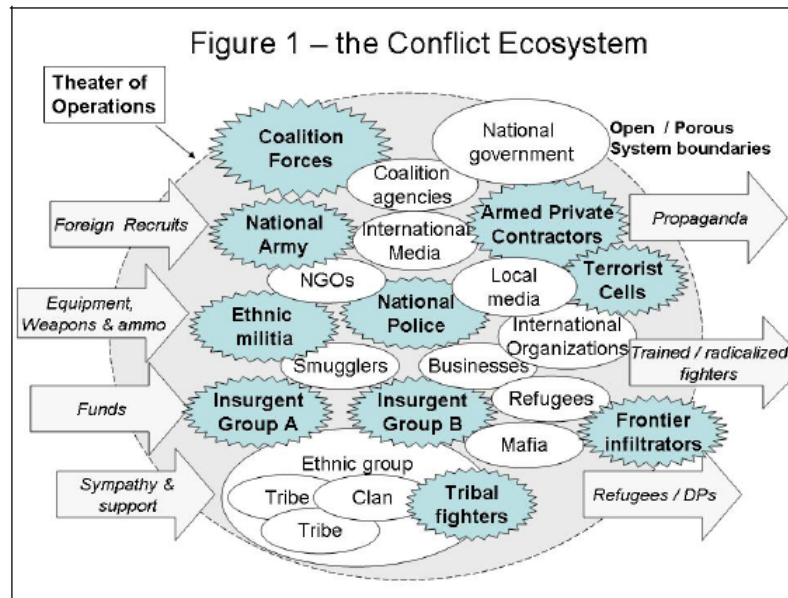 Figure 1 – the Conflict Ecosystem
Theater of
Operations
Coalition
Forces
National
government
Open / Porous
System boundaries
Coalition
agencies
Foreign Recruits
National
Army
International
Media
Armed Private
Contractors
Propaganda
NGOs
Local
media
Terrorist
Cells
Equipment,
Weapons & ammo
Ethnic
militia
National
Police
International
Organizations
Smugglers
Businesses
Trained / radicalized
fighters
Funds
Insurgent
Group A
Insurgent
Group B
Refugees
Frontier
infiltrators
Mafia
Sympathy &
support
Ethnic group
Tribe
Clan
Tribe
Tribal
fighters
Refugees / DPs